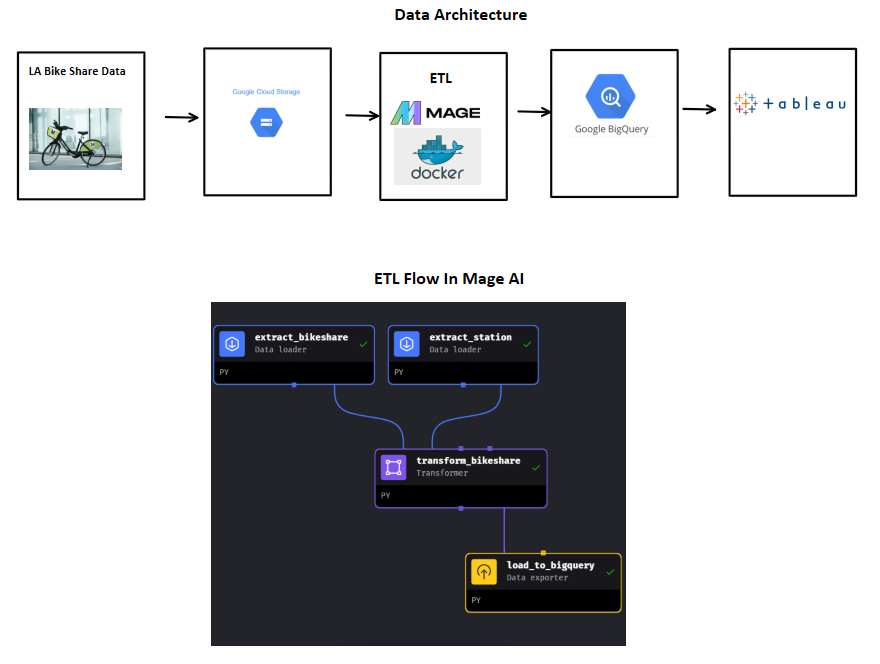 Data Architecture
LA Bike Share Data
Google Cloud Storage
ETL
MAGE
docker
Google BigQuery
tableau
ETL Flow In Mage AI
extract_bikeshare
Data loader
PY
extract_station
Data loader
PY
transform_bikeshare
Transformer
PY
load_to_bigquery
Data exporter
PY